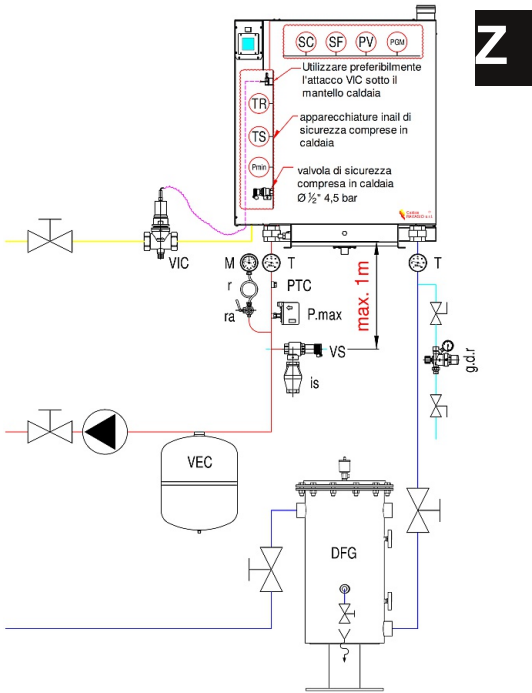 SC SF PV PGM
Z
Utilizzare preferibilmente
l'attacco VIC sotto il
mantello caldaia
TR
apparecchiature inail di
sicurezza comprese in
caldaia
TS
Pmin
valvola di sicurezza
compresa in caldaia
Ø ½" 4,5 bar
VIC
M
T
T
r
PTC
ra
P.max
max. 1m
VS
is
g.d.r
VEC
DFG